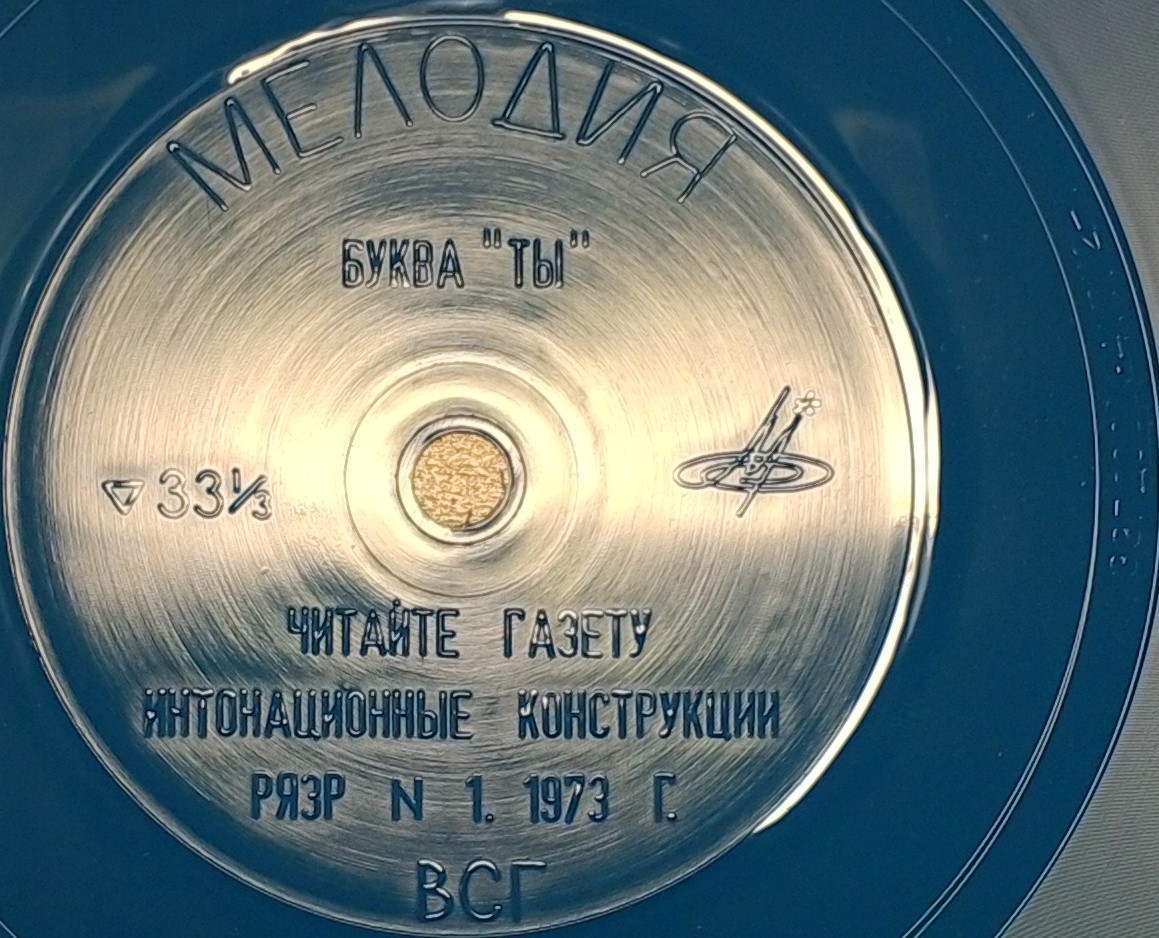 МЕЛОДИЯ
БУКВА "ТЫ"
▽ 33⅓
ЧИТАЙТЕ ГАЗЕТУ
ИНТОНАЦИОННЫЕ КОНСТРУКЦИИ
РЯЗР N 1. 1973 Г.
ВСГ